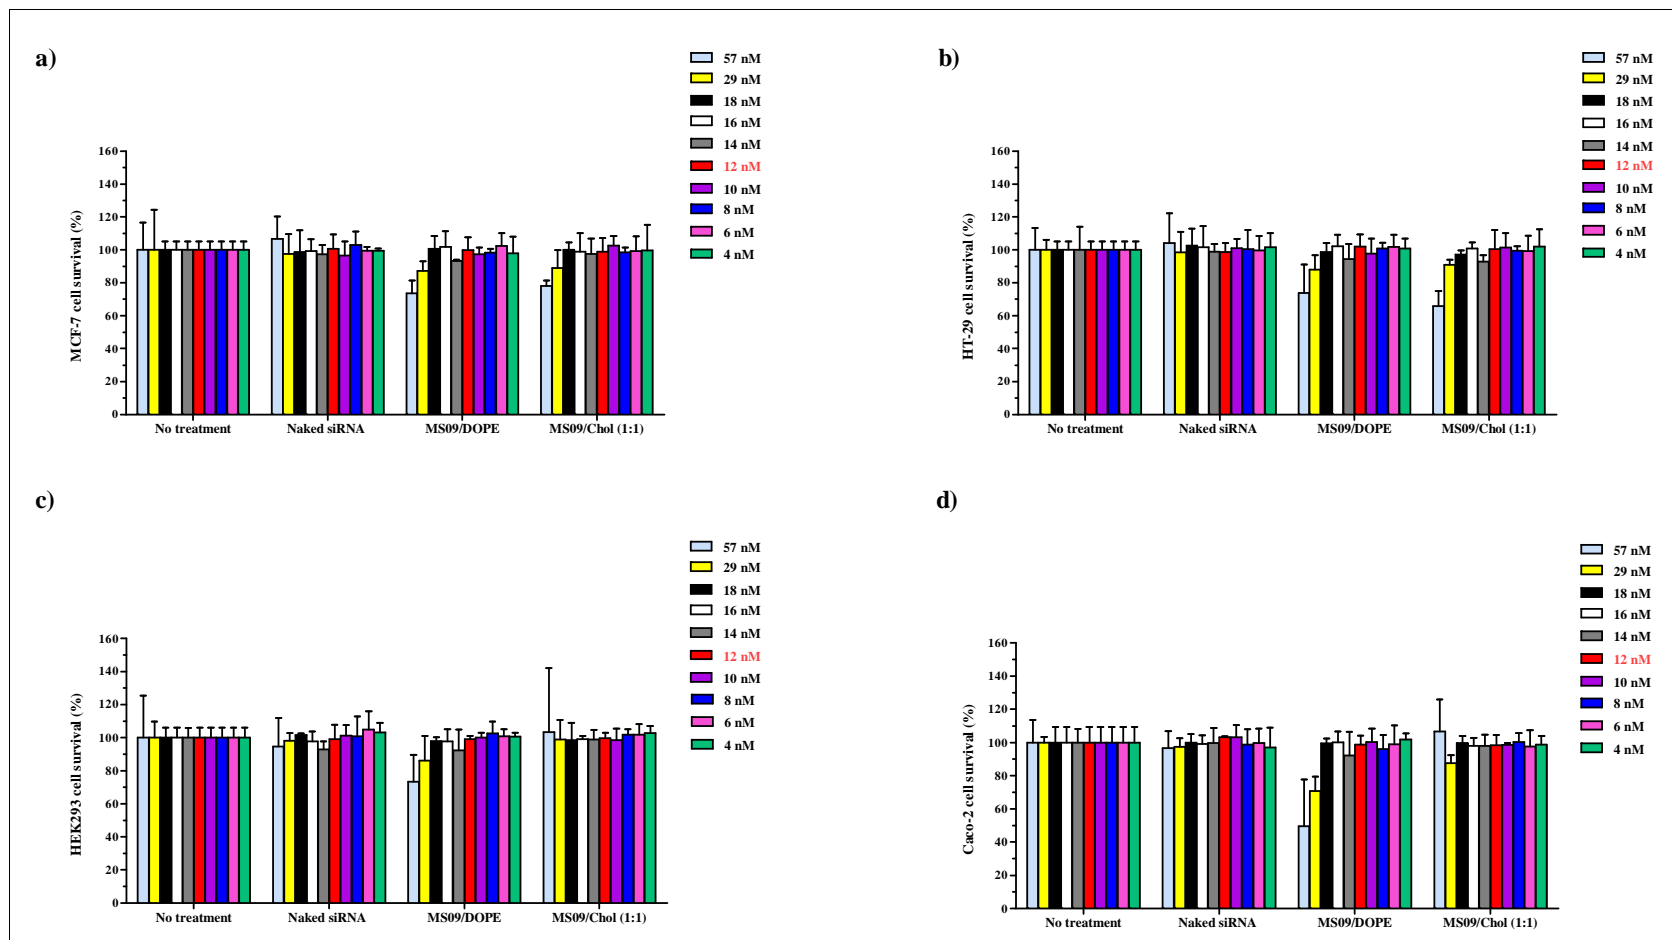 a)
57 nM
29 nM
18 nM
16 nM
14 nM
12 nM
10 nM
8 nM
6 nM
4 nM
MCF-7 cell survival (%)
160
140
120
100
80
60
40
20
0
No treatment Naked siRNA MS09/DOPE MS09/Chol (1:1)
b)
57 nM
29 nM
18 nM
16 nM
14 nM
12 nM
10 nM
8 nM
6 nM
4 nM
HT-29 cell survival (%)
160
140
120
100
80
60
40
20
0
No treatment Naked siRNA MS09/DOPE MS09/Chol (1:1)
c)
57 nM
29 nM
18 nM
16 nM
14 nM
12 nM
10 nM
8 nM
6 nM
4 nM
HEK293 cell survival (%)
160
140
120
100
80
60
40
20
0
No treatment Naked siRNA MS09/DOPE MS09/Chol (1:1)
d)
57 nM
29 nM
18 nM
16 nM
14 nM
12 nM
10 nM
8 nM
6 nM
4 nM
Caco-2 cell survival (%)
160
140
120
100
80
60
40
20
0
No treatment Naked siRNA MS09/DOPE MS09/Chol (1:1)